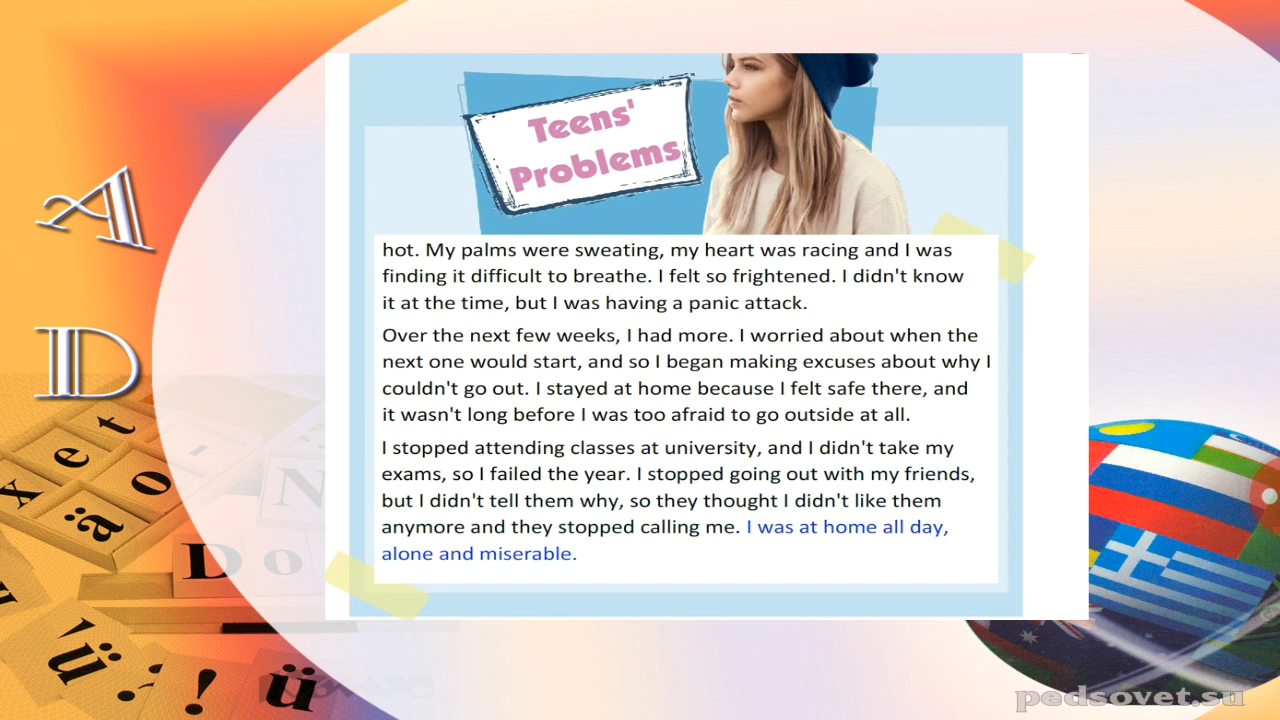 A
D
Teens'
Problems
hot. My palms were sweating, my heart was racing and I was
finding it difficult to breathe. I felt so frightened. I didn't know
it at the time, but I was having a panic attack.
Over the next few weeks, I had more. I worried about when the
next one would start, and so I began making excuses about why I
couldn't go out. I stayed at home because I felt safe there, and
it wasn't long before I was too afraid to go outside at all.
I stopped attending classes at university, and I didn't take my
exams, so I failed the year. I stopped going out with my friends,
but I didn't tell them why, so they thought I didn't like them
anymore and they stopped calling me. I was at home all day,
alone and miserable.
x e t
ä o
N
D o
ü
! ü
pedsovet.su